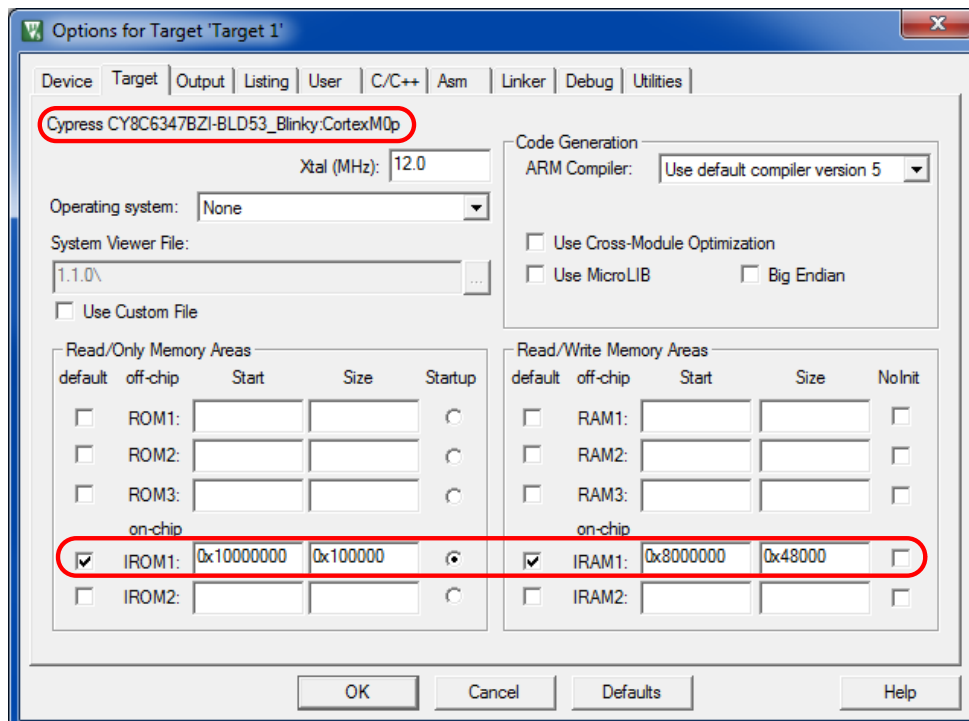 Options for Target 'Target 1'
Device Target Output Listing User C/C++ Asm Linker Debug Utilities
Cypress CY8C6347BZI-BLD53_Blinky:CortexM0p
Xtal (MHz): 12.0
Operating system: None
System Viewer File:
1.1.0\
...
Use Custom File
Code Generation
ARM Compiler: Use default compiler version 5
Use Cross-Module Optimization
Use MicroLIB Big Endian
Read/Only Memory Areas
default off-chip Start Size Startup
ROM1:
ROM2:
ROM3:
on-chip
IROM1: 0x10000000 0x100000
IROM2:
Read/Write Memory Areas
default off-chip Start Size NoInit
RAM1:
RAM2:
RAM3:
on-chip
IRAM1: 0x8000000 0x48000
IRAM2:
OK Cancel Defaults Help